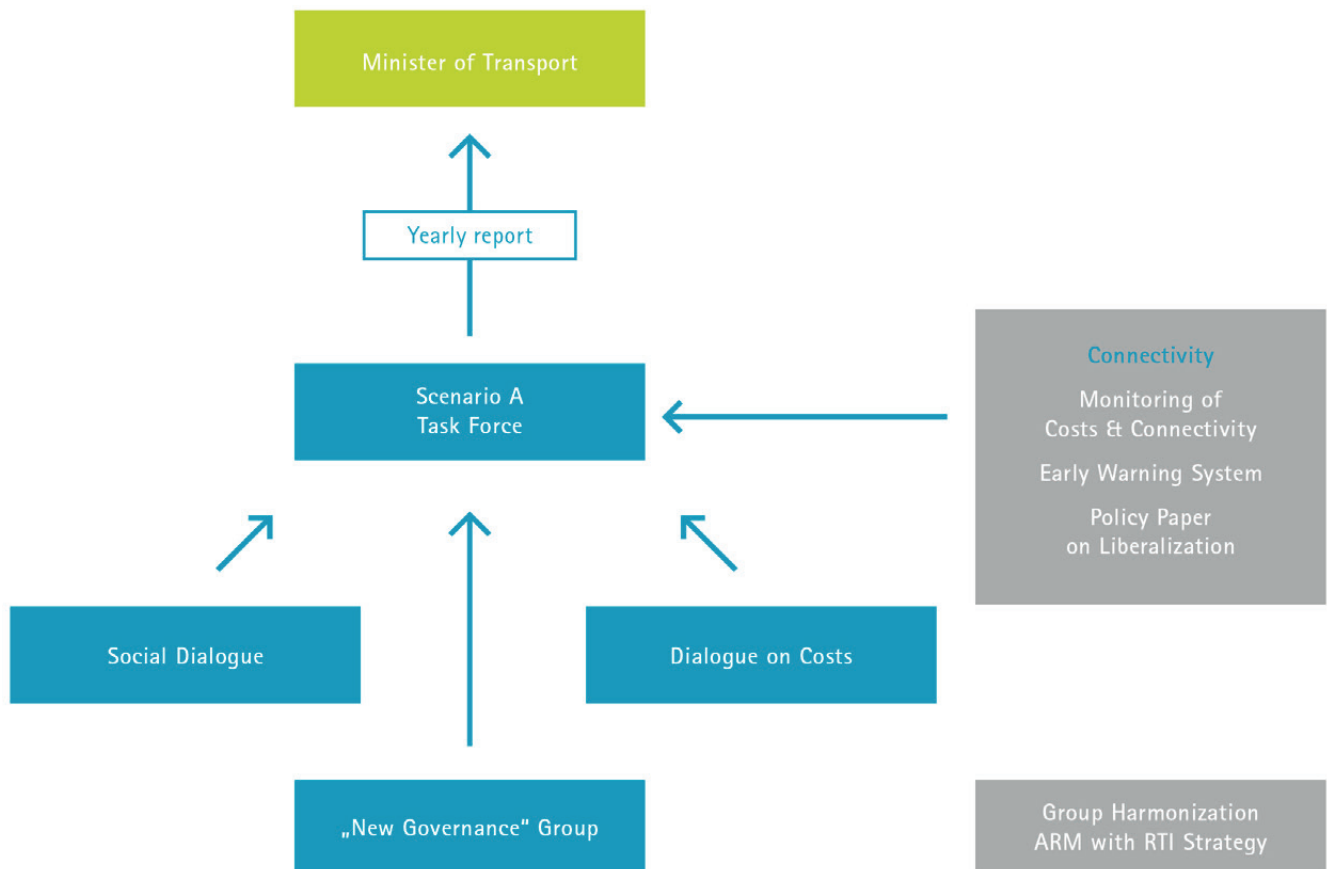 Minister of Transport
Yearly report
Scenario A
Task Force
Connectivity
Monitoring of
Costs & Connectivity
Early Warning System
Policy Paper
on Liberalization
Social Dialogue
Dialogue on Costs
„New Governance“ Group
Group Harmonization
ARM with RTI Strategy